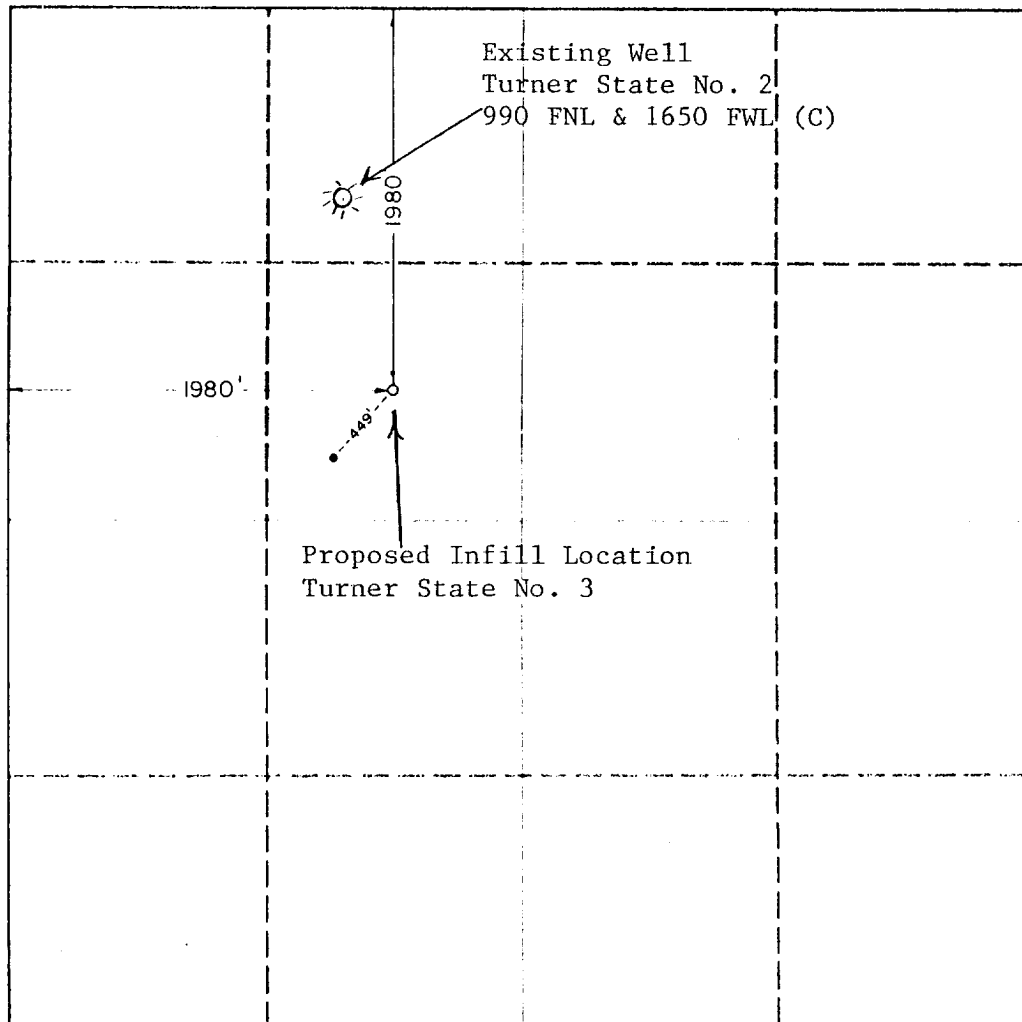 Existing Well
Turner State No. 2
990 FNL & 1650 FWL (C)
1980
1980'
449'
Proposed Infill Location
Turner State No. 3